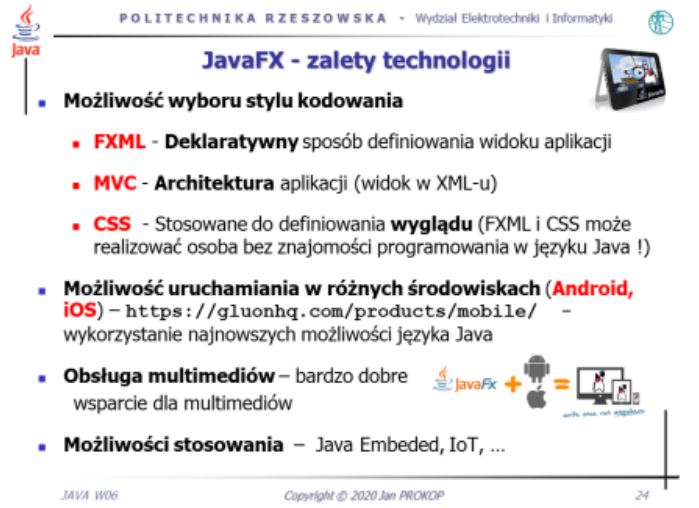 POLITECHNIKA RZESZOWSKA - Wydział Elektrotechniki i Informatyki
Java
JavaFX - zalety technologii
Możliwość wyboru stylu kodowania
FXML - Deklaratywny sposób definiowania widoku aplikacji
MVC - Architektura aplikacji (widok w XML-u)
CSS - Stosowane do definiowania wyglądu (FXML i CSS może
realizować osoba bez znajomości programowania w języku Java !)
Możliwość uruchamiania w różnych środowiskach (Android,
iOS) – https://gluonhq.com/products/mobile/ -
wykorzystanie najnowszych możliwości języka Java
Obsługa multimediów – bardzo dobre
wsparcie dla multimediów
JavaFx + =
write once run anywhere
Możliwości stosowania – Java Embeded, IoT, ...
JAVA W06 Copyright © 2020 Jan PROKOP 24